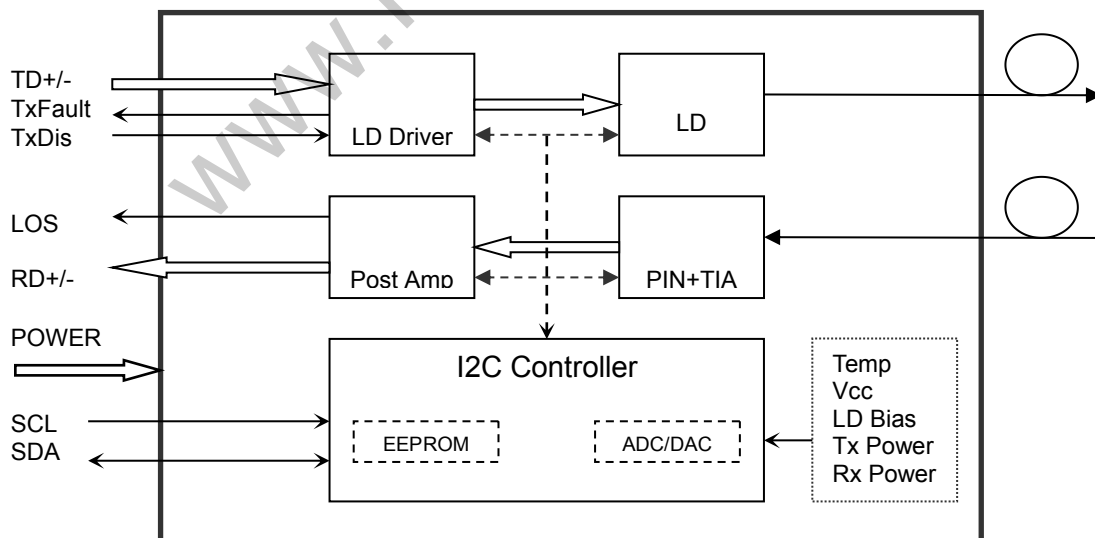 TD+/-
TxFault
TxDis
LD Driver
LD
LOS
RD+/-
Post Amp
PIN+TIA
POWER
I2C Controller
SCL
SDA
EEPROM
ADC/DAC
Temp
Vcc
LD Bias
Tx Power
Rx Power
www.